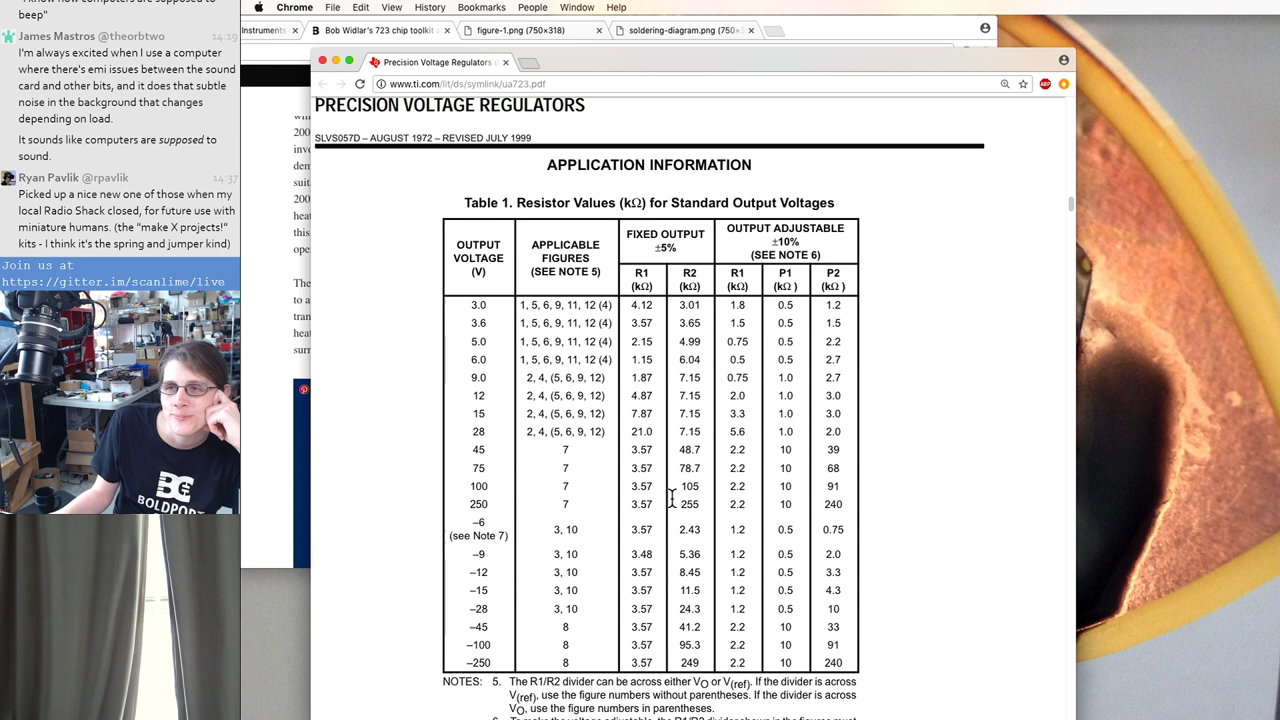 "I know how computers are supposed to
beep"
James Mastros @theorbtwo 14:19
I'm always excited when I use a computer
where there's emi issues between the sound
card and other bits, and it does that subtle
noise in the background that changes
depending on load.
It sounds like computers are supposed to
sound.
Ryan Pavlik @rpavlik 14:37
Picked up a nice new one of those when my
local Radio Shack closed, for future use with
miniature humans. (the "make X projects!"
kits - I think it's the spring and jumper kind)
Join us at
https://gitter.im/scanlime/live
BOLDPORT
Chrome File Edit View History Bookmarks People Window Help
Instruments × Bob Widlar's 723 chip toolkit × figure-1.png (750×318) × soldering-diagram.png (750× ×
Precision Voltage Regulators ( ×
www.ti.com/lit/ds/symlink/ua723.pdf
ABP
200
inv
dem
suit
200
heat
this
oper
The
to a
tran
heat
surr
PRECISION VOLTAGE REGULATORS
SLVS057D – AUGUST 1972 – REVISED JULY 1999
APPLICATION INFORMATION
Table 1. Resistor Values (kΩ) for Standard Output Voltages
OUTPUT VOLTAGE (V) APPLICABLE FIGURES (SEE NOTE 5) FIXED OUTPUT ±5% OUTPUT ADJUSTABLE ±10% (SEE NOTE 6)
R1 (kΩ) R2 (kΩ) R1 (kΩ) P1 (kΩ) P2 (kΩ)
3.0 1, 5, 6, 9, 11, 12 (4) 4.12 3.01 1.8 0.5 1.2
3.6 1, 5, 6, 9, 11, 12 (4) 3.57 3.65 1.5 0.5 1.5
5.0 1, 5, 6, 9, 11, 12 (4) 2.15 4.99 0.75 0.5 2.2
6.0 1, 5, 6, 9, 11, 12 (4) 1.15 6.04 0.5 0.5 2.7
9.0 2, 4, (5, 6, 9, 12) 1.87 7.15 0.75 1.0 2.7
12 2, 4, (5, 6, 9, 12) 4.87 7.15 2.0 1.0 3.0
15 2, 4, (5, 6, 9, 12) 7.87 7.15 3.3 1.0 3.0
28 2, 4, (5, 6, 9, 12) 21.0 7.15 5.6 1.0 2.0
45 7 3.57 48.7 2.2 10 39
75 7 3.57 78.7 2.2 10 68
100 7 3.57 105 2.2 10 91
250 7 3.57 255 2.2 10 240
–6 (see Note 7) 3, 10 3.57 2.43 1.2 0.5 0.75
–9 3, 10 3.48 5.36 1.2 0.5 2.0
–12 3, 10 3.57 8.45 1.2 0.5 3.3
–15 3, 10 3.57 11.5 1.2 0.5 4.3
–28 3, 10 3.57 24.3 1.2 0.5 10
–45 8 3.57 41.2 2.2 10 33
–100 8 3.57 95.3 2.2 10 91
–250 8 3.57 249 2.2 10 240
NOTES: 5. The R1/R2 divider can be across either VO or V(ref). If the divider is across
V(ref), use the figure numbers without parentheses. If the divider is across
VO, use the figure numbers in parentheses.